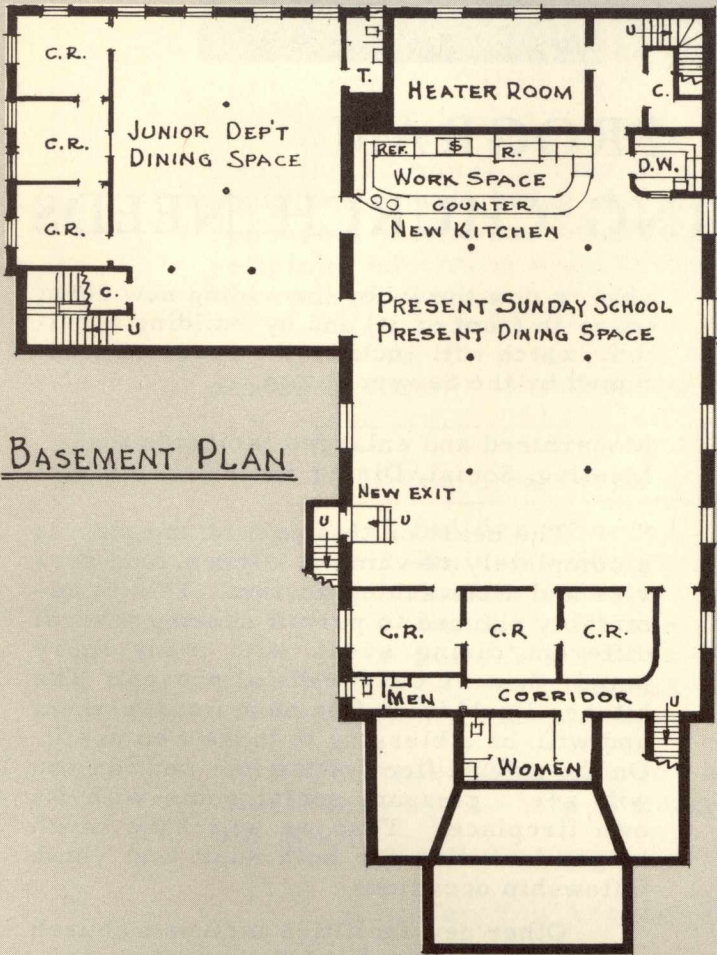 U
C.R.
T.
HEATER ROOM
C.
C.R.
JUNIOR DEP'T
DINING SPACE
REF.
$
R.
WORK SPACE
D.W.
COUNTER
C.R.
NEW KITCHEN
C.
U
PRESENT SUNDAY SCHOOL
PRESENT DINING SPACE
BASEMENT PLAN
NEW EXIT
U
U
C.R.
C.R
C.R.
MEN
CORRIDOR
U
WOMEN